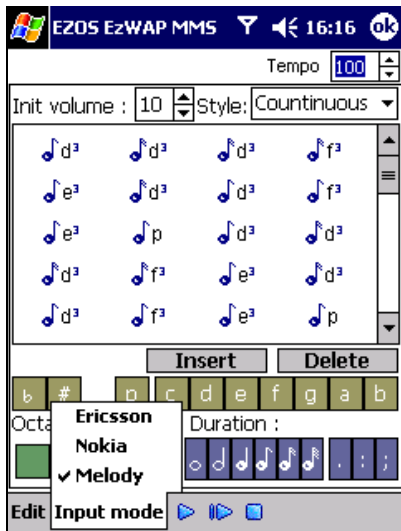 EZOS EzWAP MMS 16:16 ok
Tempo 100
Init volume : 10 Style: Countinuous
d³ d³ d³ f³
e³ d³ d³ f³
e³ p d³ d³
d³ f³ e³ d³
d³ f³ e³ p
Insert Delete
♭ # p c d e f g a b
Octa Duration :
Ericsson
Nokia
✓ Melody
. : ;
Edit Input mode